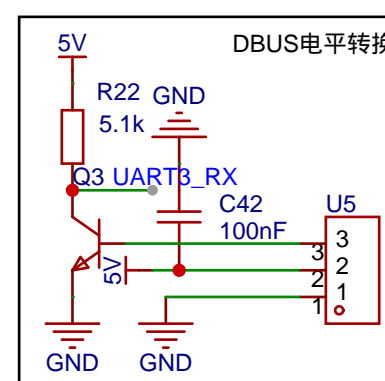 5V
DBUS电平转换
R22
GND
5.1k
Q3
UART3_RX
C42
100nF
U5
3
3
2
2
1
1
5V
GND
GND